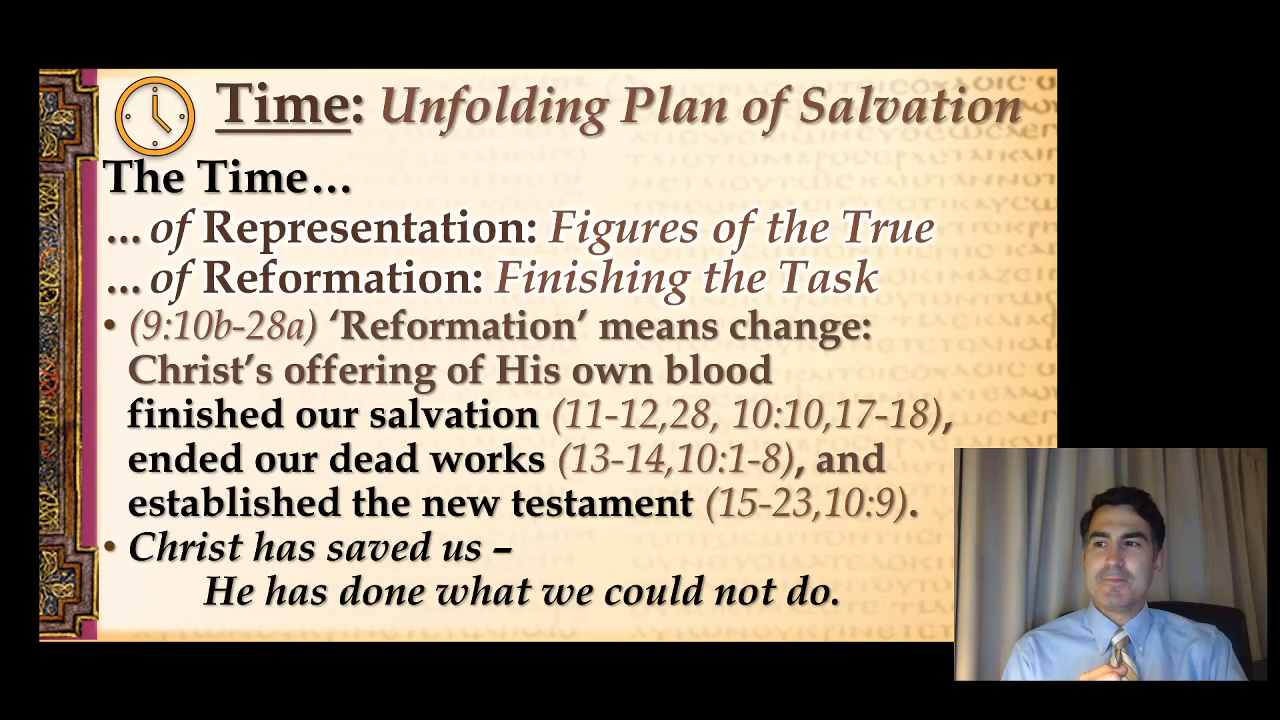 Time: Unfolding Plan of Salvation
The Time…
…of Representation: Figures of the True
…of Reformation: Finishing the Task
• (9:10b-28a) ‘Reformation’ means change:
Christ’s offering of His own blood
finished our salvation (11-12,28, 10:10,17-18),
ended our dead works (13-14,10:1-8), and
established the new testament (15-23,10:9).
• Christ has saved us –
He has done what we could not do.